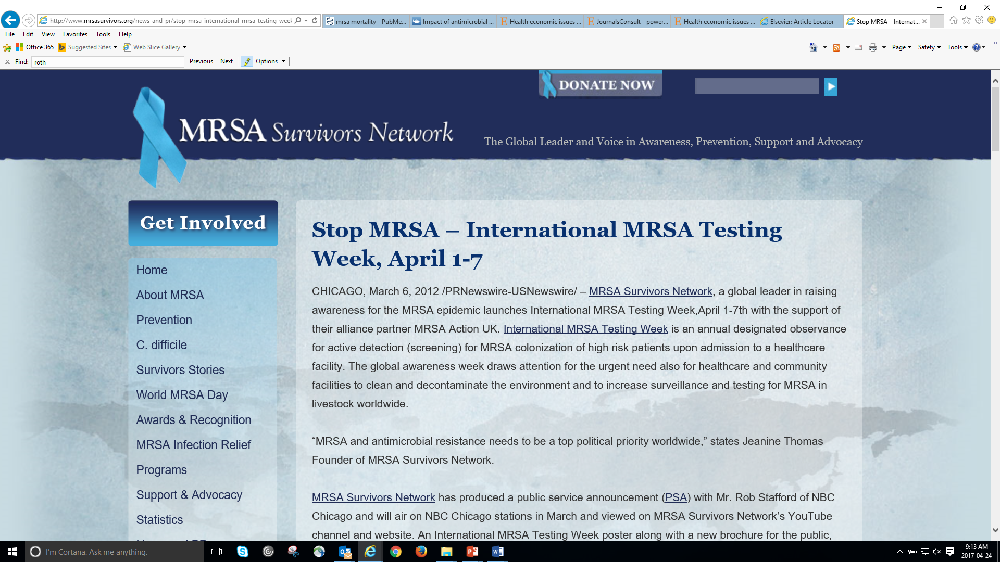 http://www.mrsasurvivors.org/news-and-pr/stop-mrsa-international-mrsa-testing-weel
mrsa mortality - PubMe...
Impact of antimicrobial ...
Health economic issues ...
JournalsConsult - power...
Health economic issues ...
Elsevier: Article Locator
Stop MRSA – Internat...
File Edit View Favorites Tools Help
Office 365 Suggested Sites Web Slice Gallery
Page Safety Tools
Find: roth Previous Next Options
DONATE NOW
MRSA Survivors Network
The Global Leader and Voice in Awareness, Prevention, Support and Advocacy
Get Involved
Home
About MRSA
Prevention
C. difficile
Survivors Stories
World MRSA Day
Awards & Recognition
MRSA Infection Relief
Programs
Support & Advocacy
Statistics
Stop MRSA – International MRSA Testing
Week, April 1-7
CHICAGO, March 6, 2012 /PRNewswire-USNewswire/ – MRSA Survivors Network, a global leader in raising
awareness for the MRSA epidemic launches International MRSA Testing Week,April 1-7th with the support of
their alliance partner MRSA Action UK. International MRSA Testing Week is an annual designated observance
for active detection (screening) for MRSA colonization of high risk patients upon admission to a healthcare
facility. The global awareness week draws attention for the urgent need also for healthcare and community
facilities to clean and decontaminate the environment and to increase surveillance and testing for MRSA in
livestock worldwide.
“MRSA and antimicrobial resistance needs to be a top political priority worldwide,” states Jeanine Thomas
Founder of MRSA Survivors Network.
MRSA Survivors Network has produced a public service announcement (PSA) with Mr. Rob Stafford of NBC
Chicago and will air on NBC Chicago stations in March and viewed on MRSA Survivors Network’s YouTube
channel and website. An International MRSA Testing Week poster along with a new brochure for the public,
I'm Cortana. Ask me anything.
9:13 AM
2017-04-24